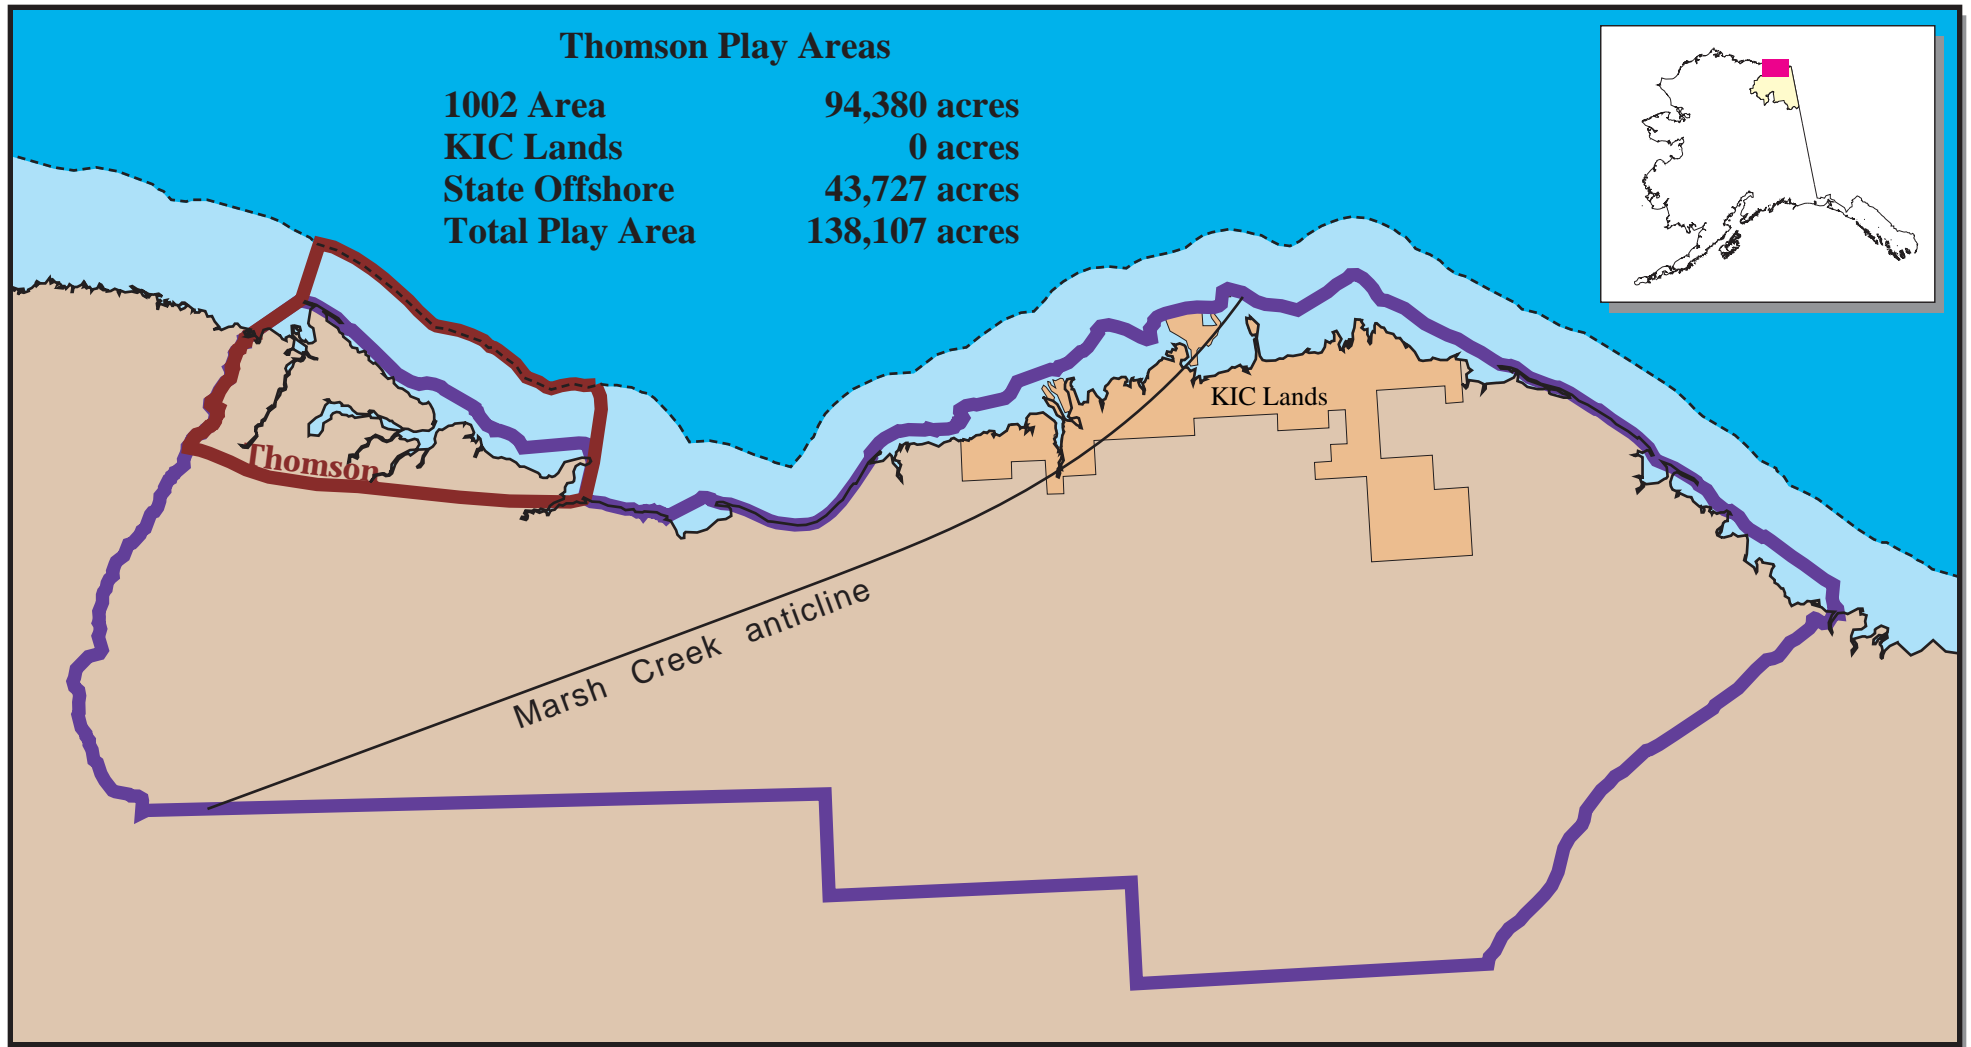 Thomson Play Areas
1002 Area 94,380 acres
KIC Lands 0 acres
State Offshore 43,727 acres
Total Play Area 138,107 acres
KIC Lands
Thomson
Marsh Creek anticline